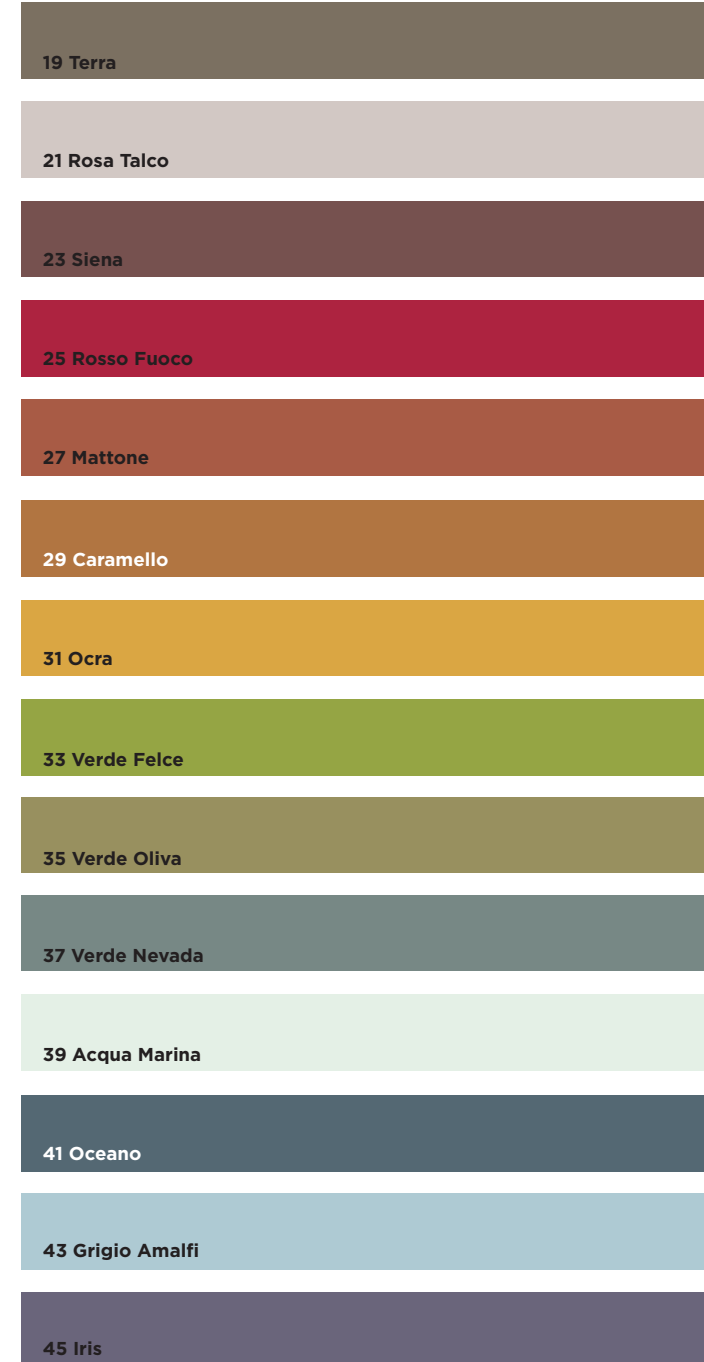 19 Terra
21 Rosa Talco
23 Siena
25 Rosso Fuoco
27 Mattone
29 Caramello
31 Ocra
33 Verde Felce
35 Verde Oliva
37 Verde Nevada
39 Acqua Marina
41 Oceano
43 Grigio Amalfi
45 Iris